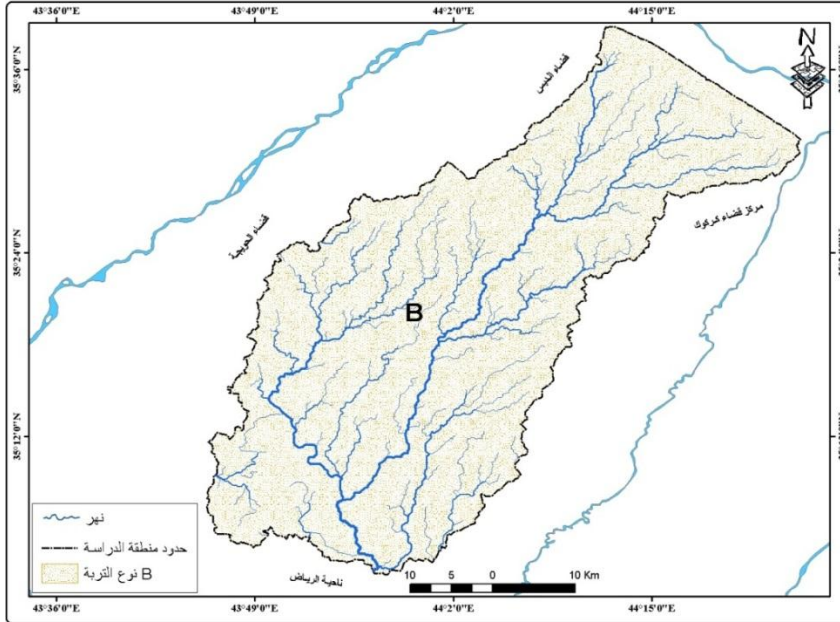 43°36'0"E 43°49'0"E 44°2'0"E 44°15'0"E
N
قضاء الدبس
35°36'0"N
مركز قضاء كركوك
قضاء الحويجة
35°24'0"N
B
35°12'0"N
نهر
حدود منطقة الدراسة
نوع التربة B
ناحية الرياض
10 5 0 10 Km
43°36'0"E 43°49'0"E 44°2'0"E 44°15'0"E